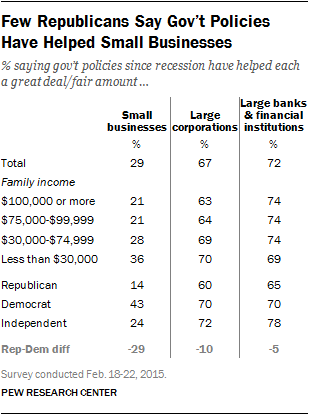 Few Republicans Say Gov't Policies
Have Helped Small Businesses
% saying gov't policies since recession have helped each
a great deal/fair amount ...
Small businesses Large corporations Large banks & financial institutions
% % %
Total 29 67 72
Family income
$100,000 or more 21 63 74
$75,000-$99,999 21 64 74
$30,000-$74,999 28 69 74
Less than $30,000 36 70 69
Republican 14 60 65
Democrat 43 70 70
Independent 24 72 78
Rep-Dem diff -29 -10 -5
Survey conducted Feb. 18-22, 2015.
PEW RESEARCH CENTER